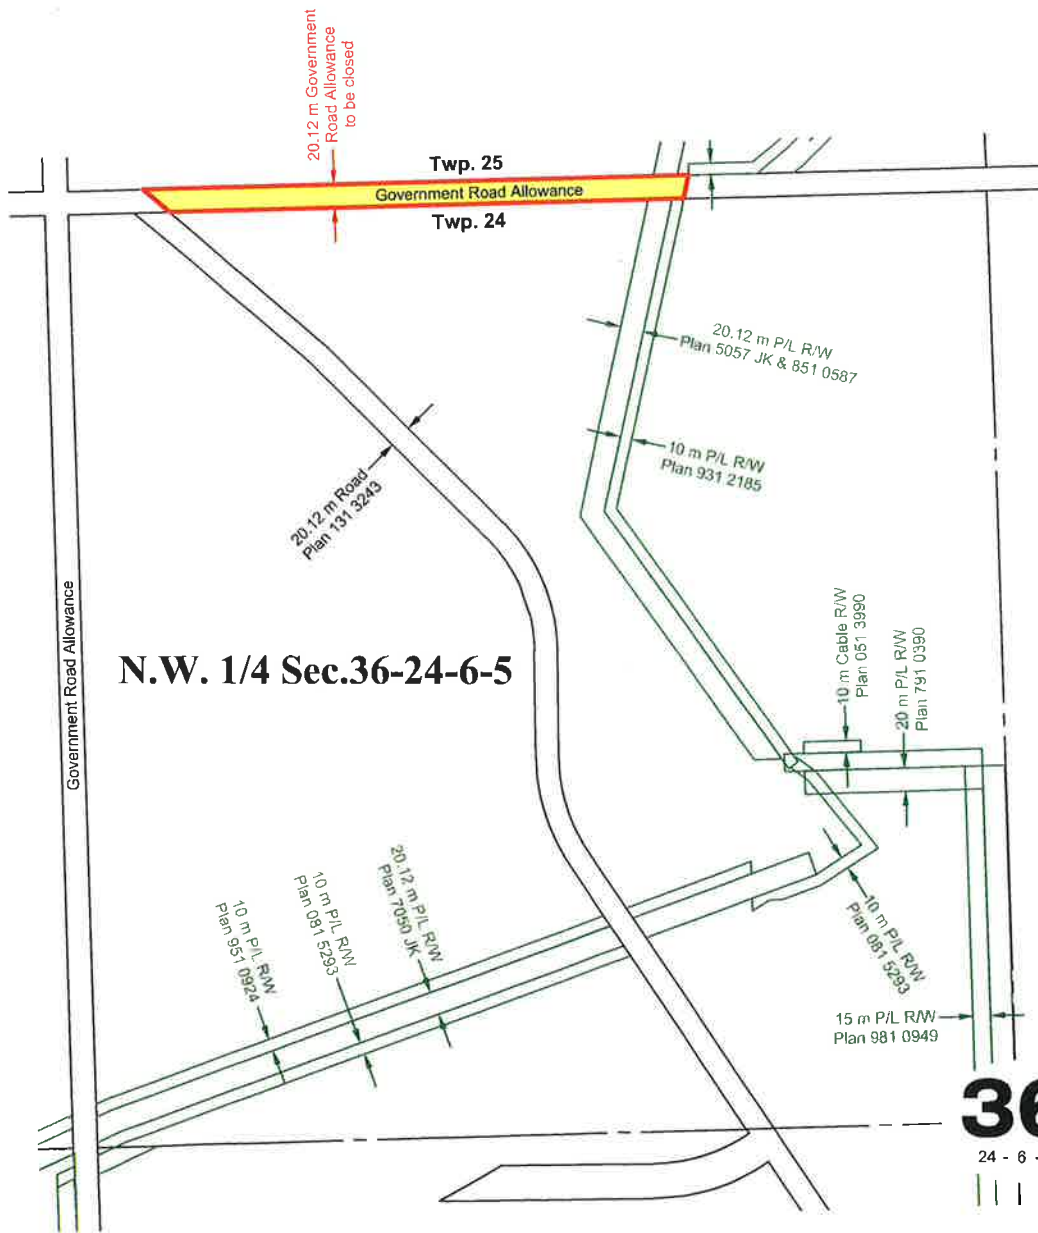 20.12 m Government
Road Allowance
to be closed
Twp. 25
Government Road Allowance
Twp. 24
20.12 m P/L R/W
Plan 5057 JK & 851 0587
10 m P/L R/W
Plan 931 2185
20.12 m Road
Plan 131 3243
Government Road Allowance
N.W. 1/4 Sec.36-24-6-5
10 m Cable R/W
Plan 051 3990
20 m P/L R/W
Plan 791 0390
20.12 m P/L R/W
Plan 7050 JK
10 m P/L R/W
Plan 081 5293
10 m P/L R/W
Plan 951 0924
10 m P/L R/W
Plan 081 5293
15 m P/L R/W
Plan 981 0949
36
24 - 6 -